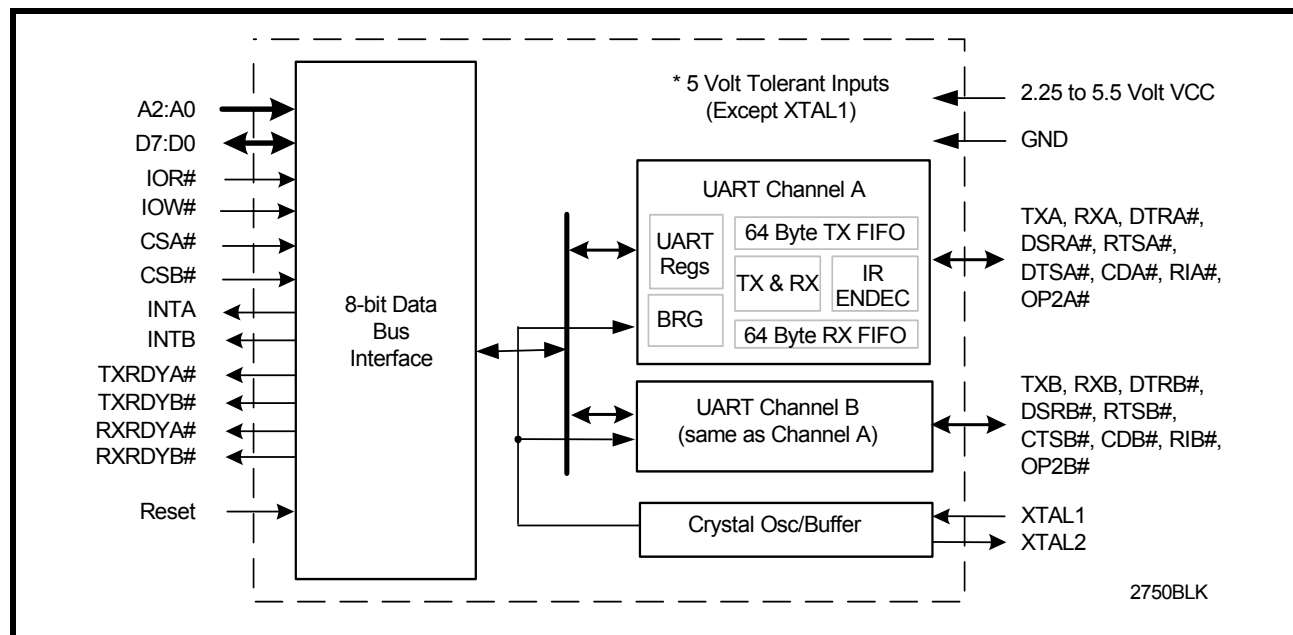 A2:A0
D7:D0
IOR#
IOW#
CSA#
CSB#
INTA
INTB
TXRDYA#
TXRDYB#
RXRDYA#
RXRDYB#
Reset
8-bit Data
Bus
Interface
* 5 Volt Tolerant Inputs
(Except XTAL1)
UART Channel A
UART
Regs
BRG
64 Byte TX FIFO
TX & RX
IR
ENDEC
64 Byte RX FIFO
UART Channel B
(same as Channel A)
Crystal Osc/Buffer
2.25 to 5.5 Volt VCC
GND
TXA, RXA, DTRA#,
DSRA#, RTSA#,
DTSA#, CDA#, RIA#,
OP2A#
TXB, RXB, DTRB#,
DSRB#, RTSB#,
CTSB#, CDB#, RIB#,
OP2B#
XTAL1
XTAL2
2750BLK